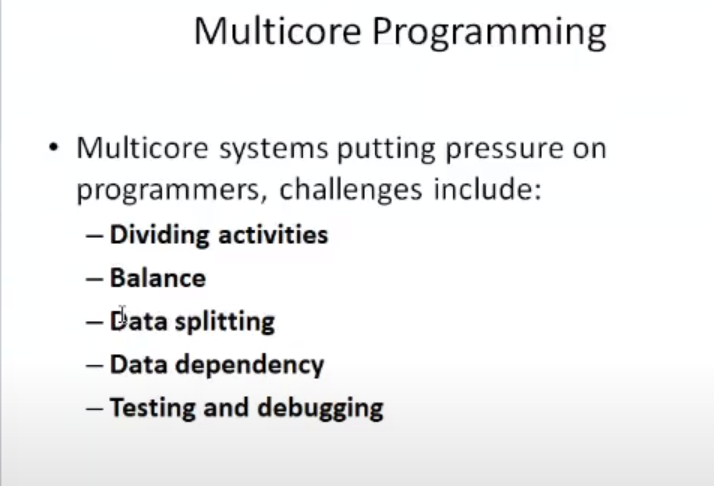 Multicore Programming
• Multicore systems putting pressure on
programmers, challenges include:
– Dividing activities
– Balance
– Data splitting
– Data dependency
– Testing and debugging